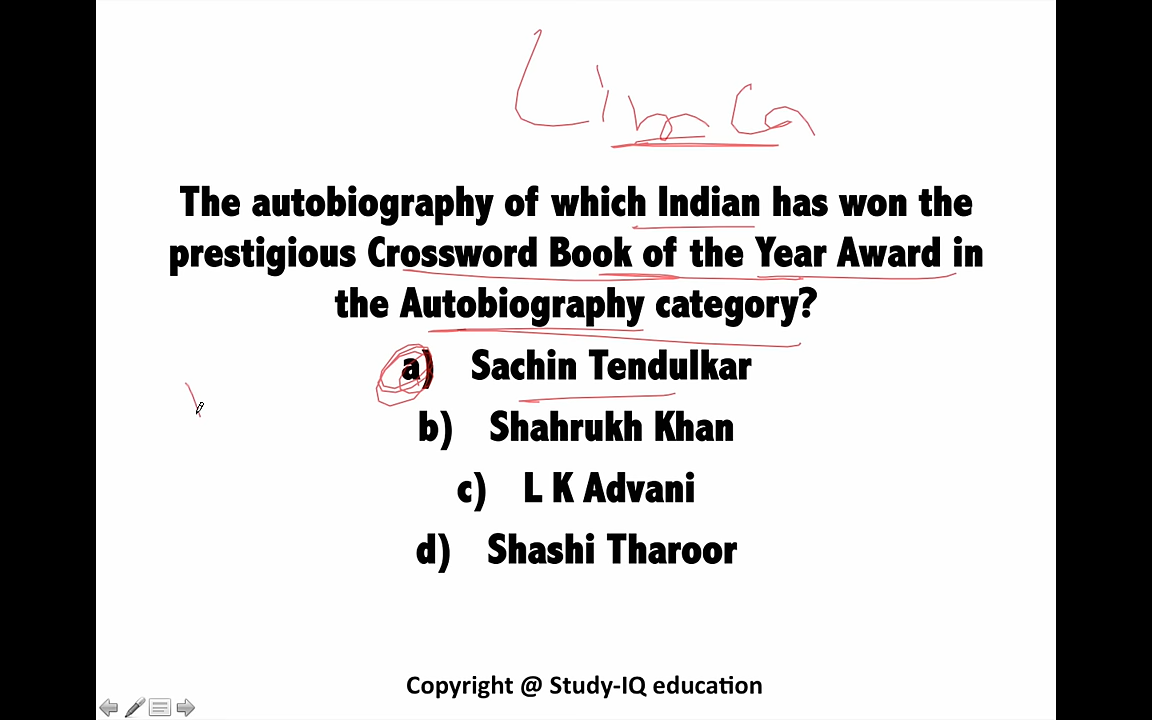 Limca
The autobiography of which Indian has won the
prestigious Crossword Book of the Year Award in
the Autobiography category?
a) Sachin Tendulkar
b) Shahrukh Khan
c) L K Advani
d) Shashi Tharoor
Copyright @ Study-IQ education